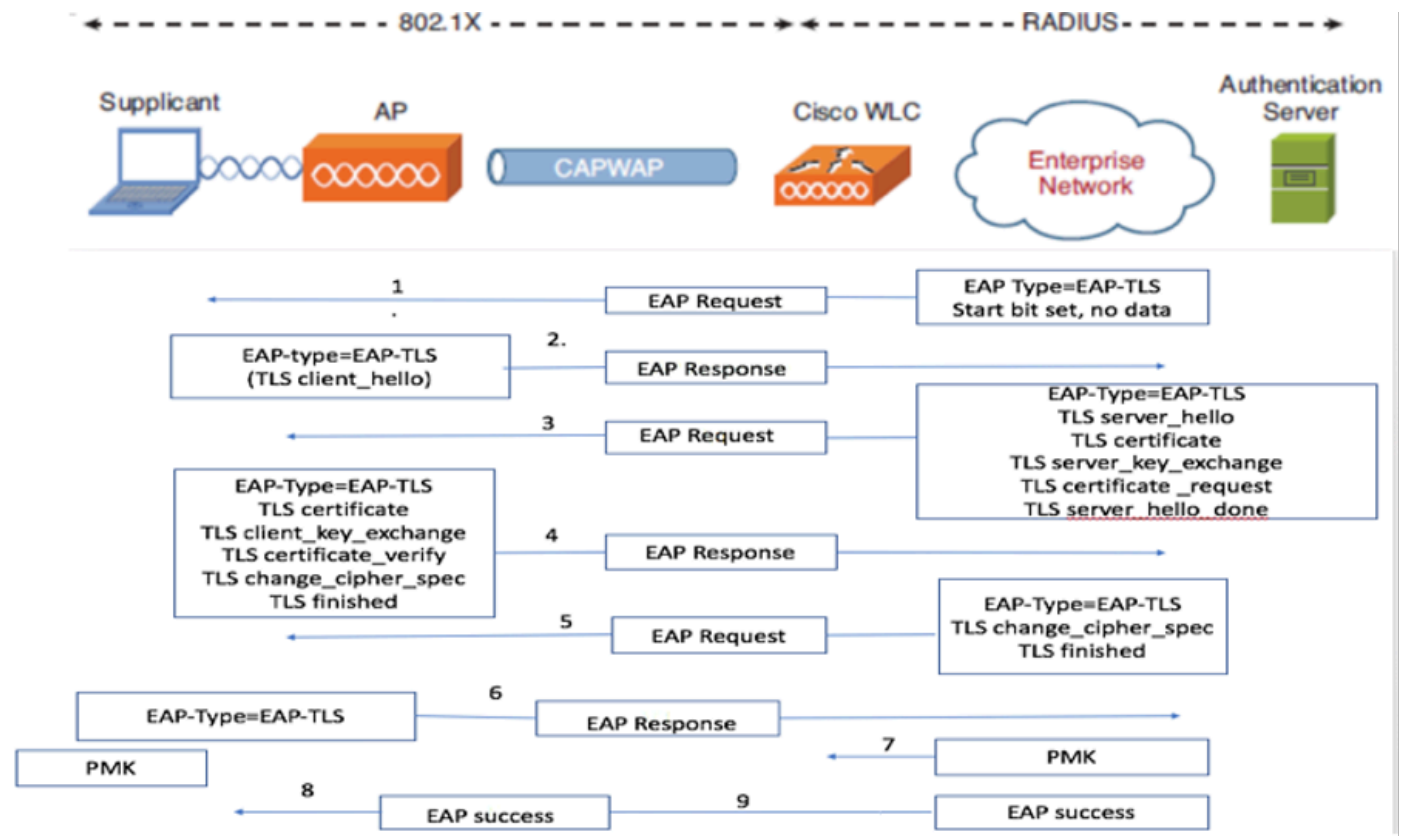 802.1X
RADIUS
Supplicant
AP
CAPWAP
Cisco WLC
Enterprise
Network
Authentication
Server
1
.
EAP Request
EAP Type=EAP-TLS
Start bit set, no data
EAP-type=EAP-TLS
(TLS client_hello)
2.
EAP Response
3
EAP Request
EAP-Type=EAP-TLS
TLS server_hello
TLS certificate
TLS server_key_exchange
TLS certificate _request
TLS server_hello_done
EAP-Type=EAP-TLS
TLS certificate
TLS client_key_exchange
TLS certificate_verify
TLS change_cipher_spec
TLS finished
4
EAP Response
5
EAP Request
EAP-Type=EAP-TLS
TLS change_cipher_spec
TLS finished
EAP-Type=EAP-TLS
6
EAP Response
PMK
7
PMK
8
EAP success
9
EAP success